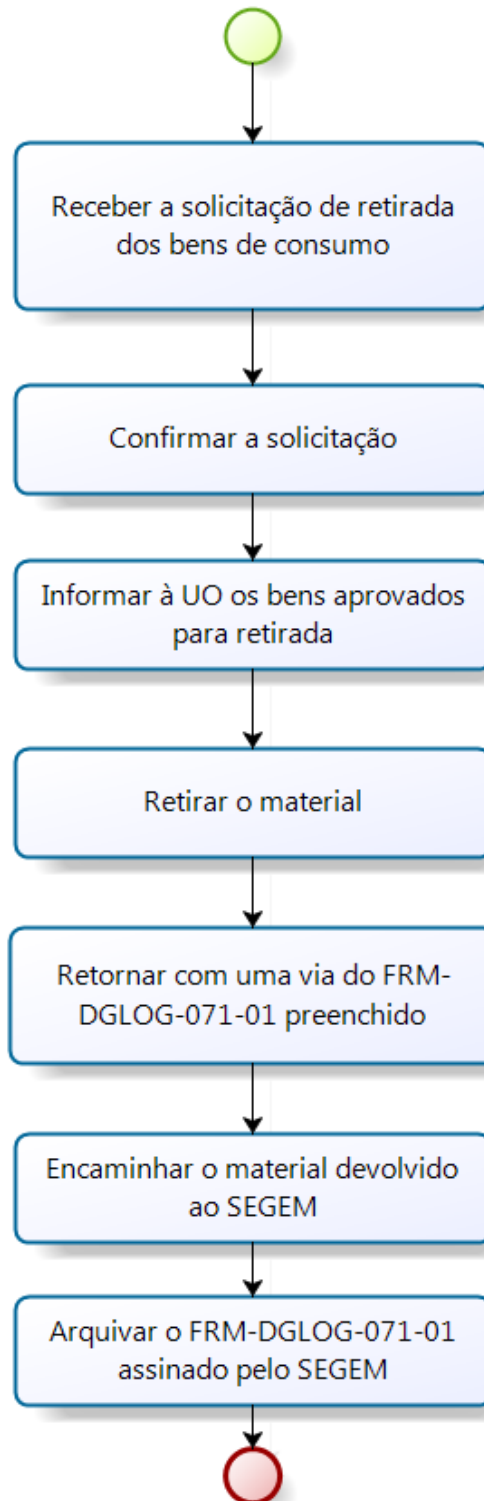 Receber a solicitação de retirada
dos bens de consumo
Confirmar a solicitação
Informar à UO os bens aprovados
para retirada
Retirar o material
Retornar com uma via do FRM-
DGLOG-071-01 preenchido
Encaminhar o material devolvido
ao SEGEM
Arquivar o FRM-DGLOG-071-01
assinado pelo SEGEM